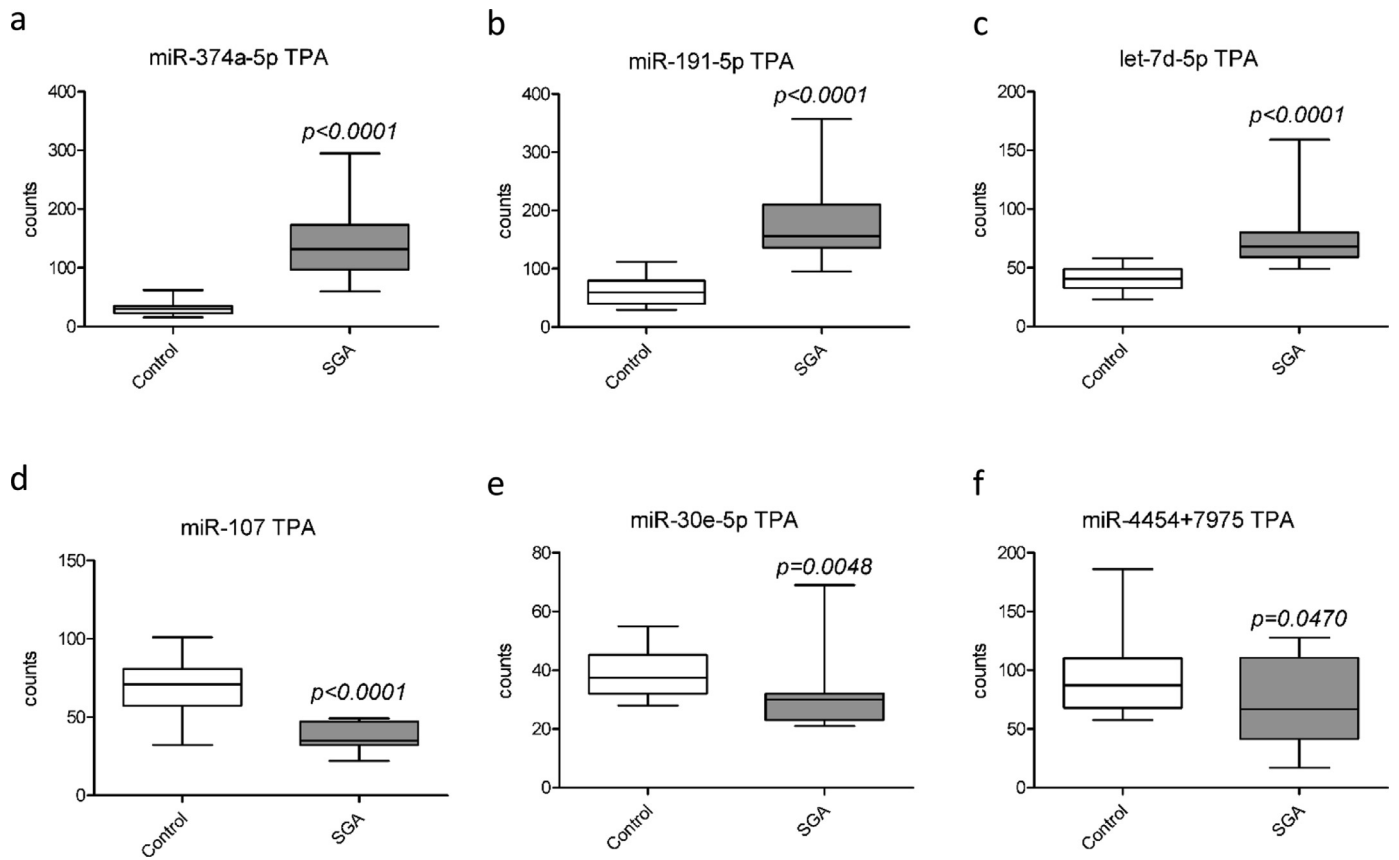 a
miR-374a-5p TPA
400
300
200
100
0
counts
p<0.0001
Control
SGA
b
miR-191-5p TPA
400
300
200
100
0
counts
p<0.0001
Control
SGA
c
let-7d-5p TPA
200
150
100
50
0
counts
p<0.0001
Control
SGA
d
miR-107 TPA
150
100
50
0
counts
p<0.0001
Control
SGA
e
miR-30e-5p TPA
80
60
40
20
0
counts
p=0.0048
Control
SGA
f
miR-4454+7975 TPA
200
150
100
50
0
counts
p=0.0470
Control
SGA